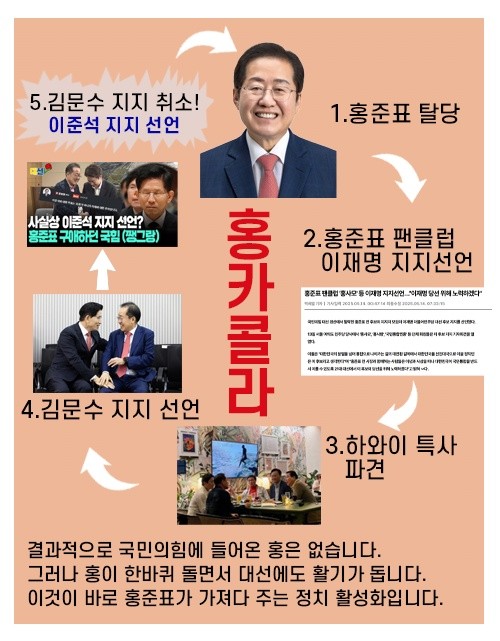 1.홍준표 탈당
2.홍준표 팬클럽
이재명 지지선언
홍준표 팬클럽 '홍사모' 등 이재명 지지선언…"이재명 당선 위해 노력하겠다"
3.하와이 특사
파견
4.김문수 지지 선언
사실상 이준석 지지 선언?
홍준표 구애하던 국힘 (쨍그랑)
5.김문수 지지 취소!
이준석 지지 선언
홍카콜라
결과적으로 국민의힘에 들어온 홍은 없습니다.
그러나 홍이 한바퀴 돌면서 대선에도 활기가 돕니다.
이것이 바로 홍준표가 가져다 주는 정치 활성화입니다.